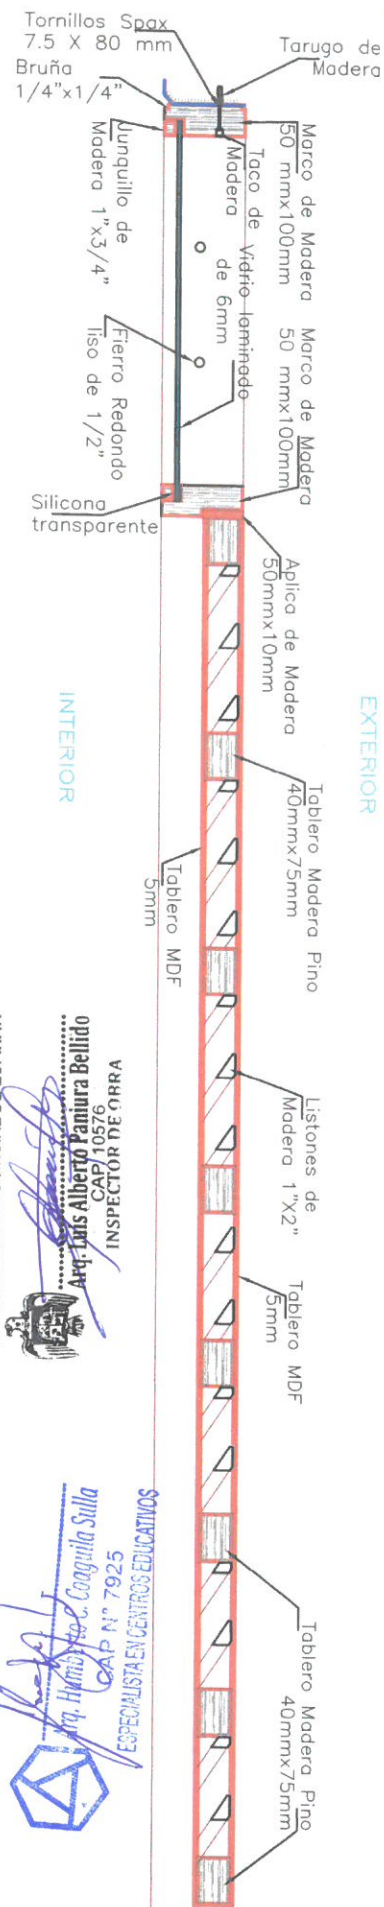 Tornillos Spax
7.5 X 80 mm
Bruña
1/4"x1/4"
Tarugo de
Madera
Marco de Madera
50 mmx100mm
Taco de
Madera
Vidrio laminado
de 6mm
Marco de Madera
50 mmx100mm
Junquillo de
Madera 1"x3/4"
Fierro Redondo
liso de 1/2"
Silicona
transparente
Aplica de Madera
50mmx10mm
EXTERIOR
INTERIOR
Tablero Madera Pino
40mmx75mm
Tablero MDF
5mm
Listones de
Madera 1"X2"
Tablero MDF
5mm
Tablero Madera Pino
40mmx75mm
Arq. Luis Alberto Paniura Bellido
CAP 10576
INSPECTOR DE OBRA
Arq. Humberto C. Coaguila Silla
CAP N° 7925
ESPECIALISTA EN CENTROS EDUCATIVOS